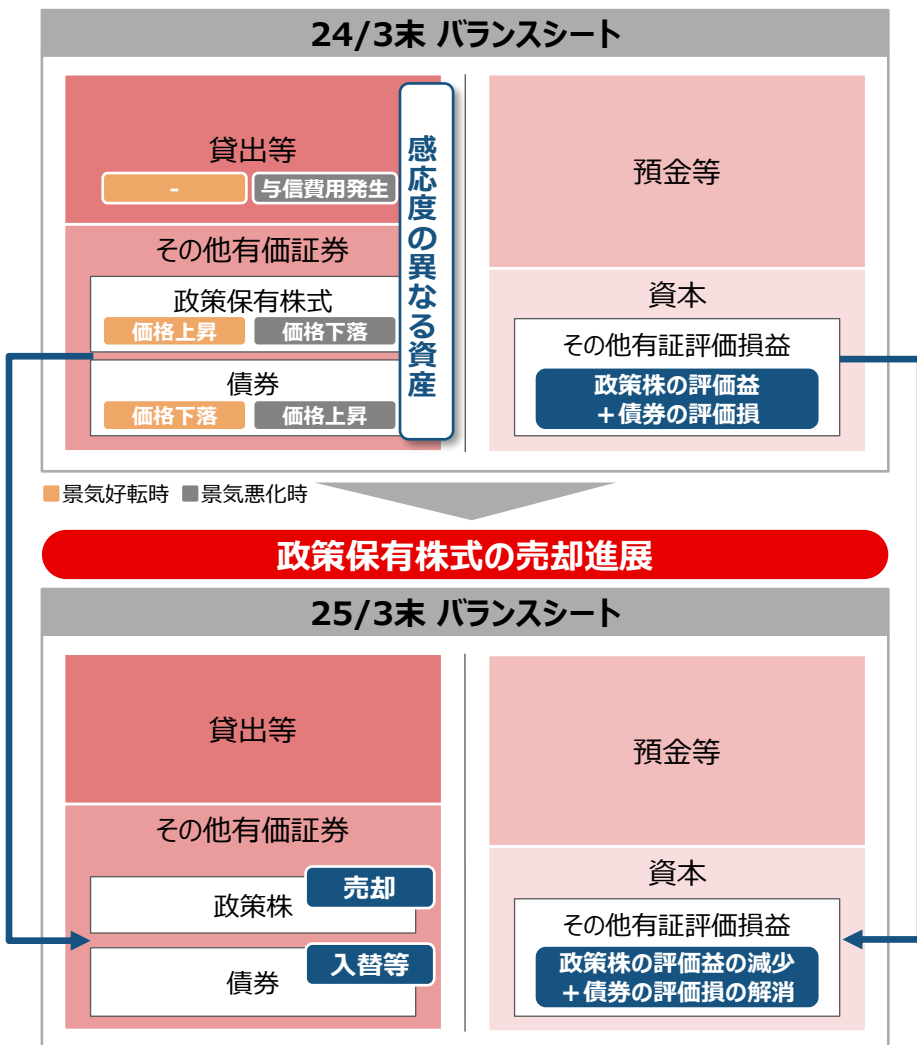 24/3末 バランスシート
貸出等
-
与信費用発生
その他有価証券
政策保有株式
価格上昇
価格下落
債券
価格下落
価格上昇
感応度の異なる資産
預金等
資本
その他有証評価損益
政策株の評価益
＋債券の評価損
景気好転時 景気悪化時
政策保有株式の売却進展
25/3末 バランスシート
貸出等
その他有価証券
政策株
売却
債券
入替等
預金等
資本
その他有証評価損益
政策株の評価益の減少
＋債券の評価損の解消